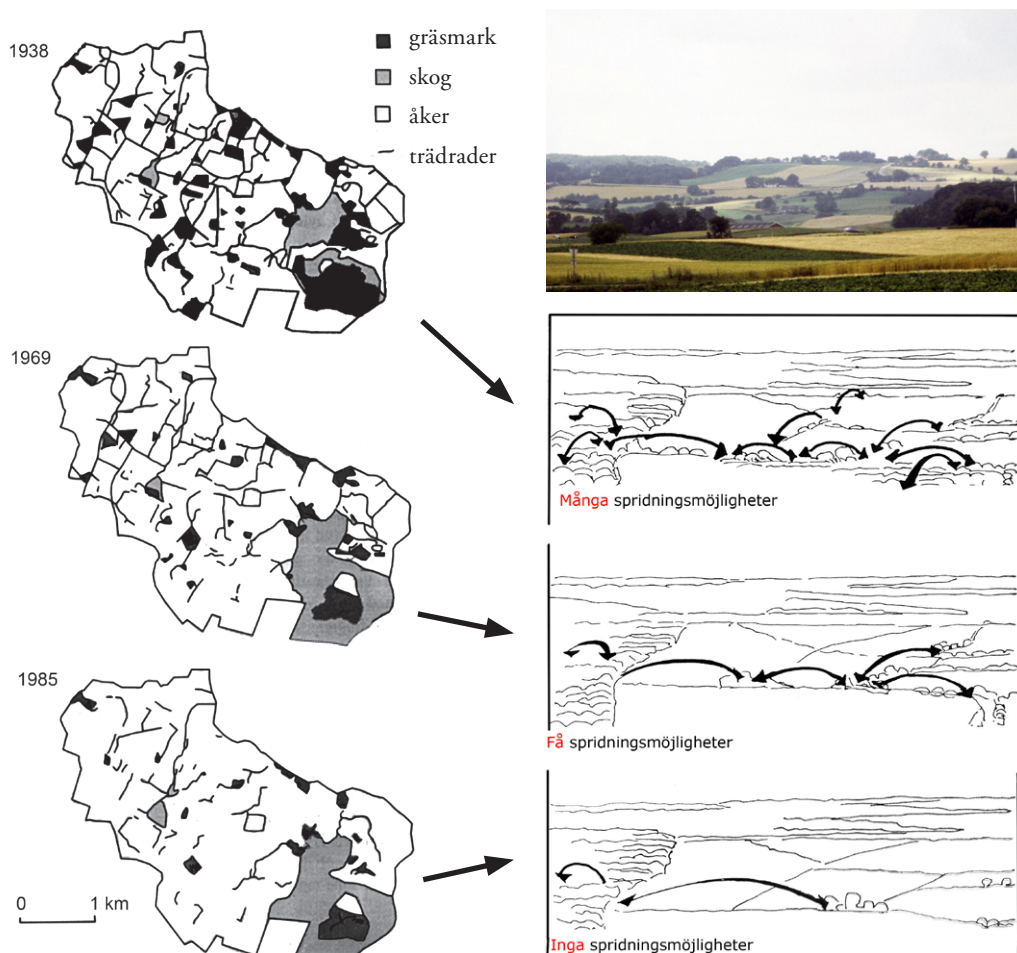 1938
gräsmark
skog
åker
trädrader
1969
Många spridningsmöjligheter
1985
Få spridningsmöjligheter
0 1 km
Inga spridningsmöjligheter